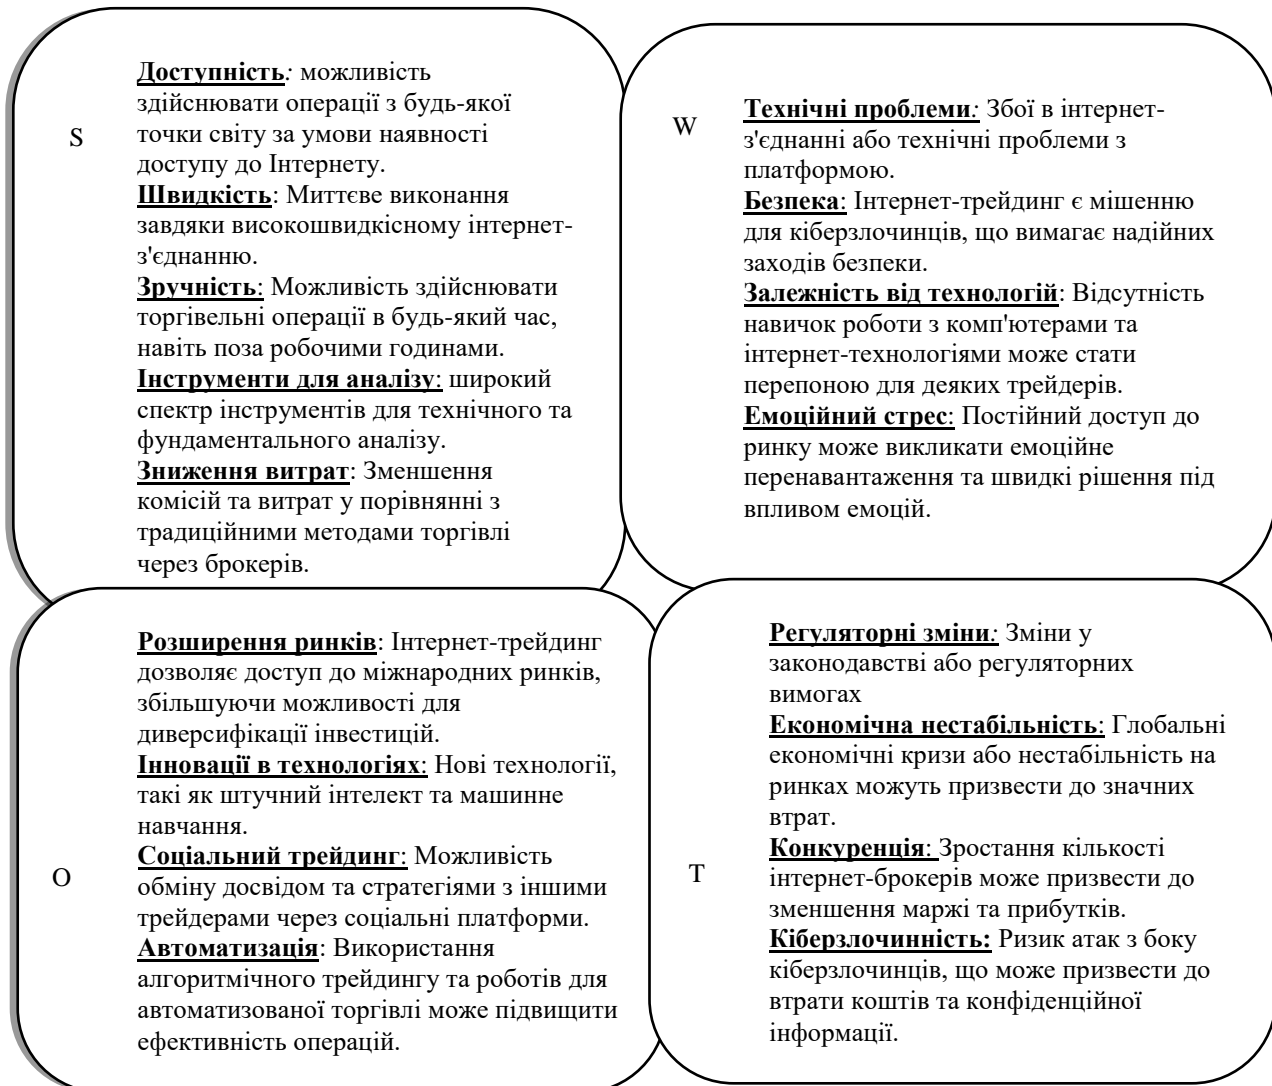 S
Доступність: можливість
здійснювати операції з будь-якої
точки світу за умови наявності
доступу до Інтернету.
Швидкість: Миттєве виконання
завдяки високошвидкісному інтернет-
з'єднанню.
Зручність: Можливість здійснювати
торгівельні операції в будь-який час,
навіть поза робочими годинами.
Інструменти для аналізу: широкий
спектр інструментів для технічного та
фундаментального аналізу.
Зниження витрат: Зменшення
комісій та витрат у порівнянні з
традиційними методами торгівлі
через брокерів.
W
Технічні проблеми: Збої в інтернет-
з'єднанні або технічні проблеми з
платформою.
Безпека: Інтернет-трейдинг є мішенню
для кіберзлочинців, що вимагає надійних
заходів безпеки.
Залежність від технологій: Відсутність
навичок роботи з комп'ютерами та
інтернет-технологіями може стати
перепоною для деяких трейдерів.
Емоційний стрес: Постійний доступ до
ринку може викликати емоційне
перенавантаження та швидкі рішення під
впливом емоцій.
O
Розширення ринків: Інтернет-трейдинг
дозволяє доступ до міжнародних ринків,
збільшуючи можливості для
диверсифікації інвестицій.
Інновації в технологіях: Нові технології,
такі як штучний інтелект та машинне
навчання.
Соціальний трейдинг: Можливість
обміну досвідом та стратегіями з іншими
трейдерами через соціальні платформи.
Автоматизація: Використання
алгоритмічного трейдингу та роботів для
автоматизованої торгівлі може підвищити
ефективність операцій.
T
Регуляторні зміни: Зміни у
законодавстві або регуляторних
вимогах
Економічна нестабільність: Глобальні
економічні кризи або нестабільність на
ринках можуть призвести до значних
втрат.
Конкуренція: Зростання кількості
інтернет-брокерів може призвести до
зменшення маржі та прибутків.
Кіберзлочинність: Ризик атак з боку
кіберзлочинців, що може призвести до
втрати коштів та конфіденційної
інформації.